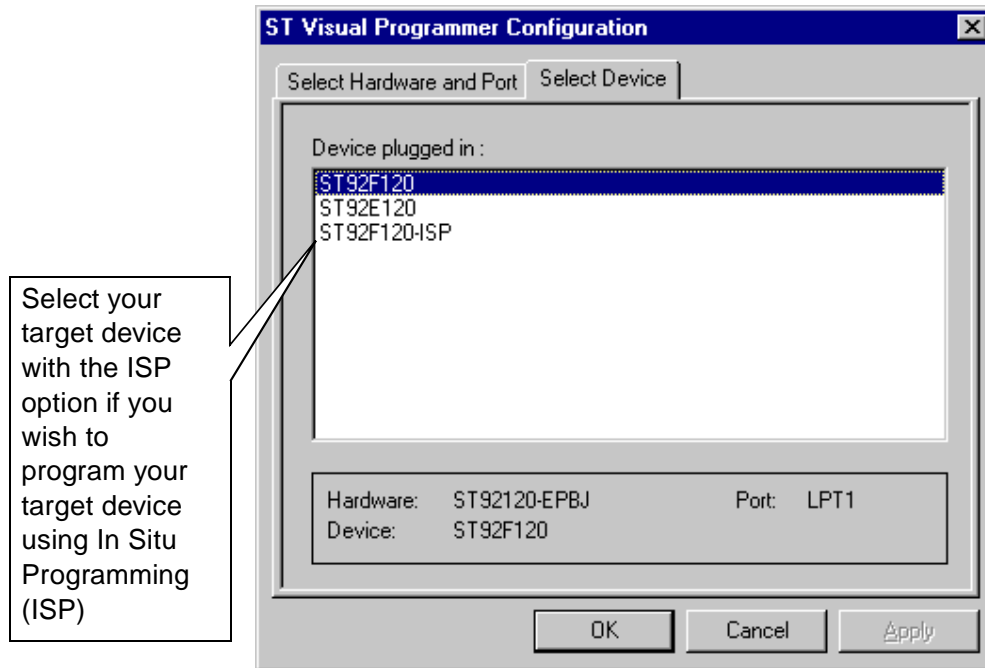 ST Visual Programmer Configuration
Select Hardware and Port Select Device
Device plugged in :
ST92F120
ST92E120
ST92F120-ISP
Select your
target device
with the ISP
option if you
wish to
program your
target device
using In Situ
Programming
(ISP)
Hardware: ST92120-EPBJ Port: LPT1
Device: ST92F120
OK Cancel Apply